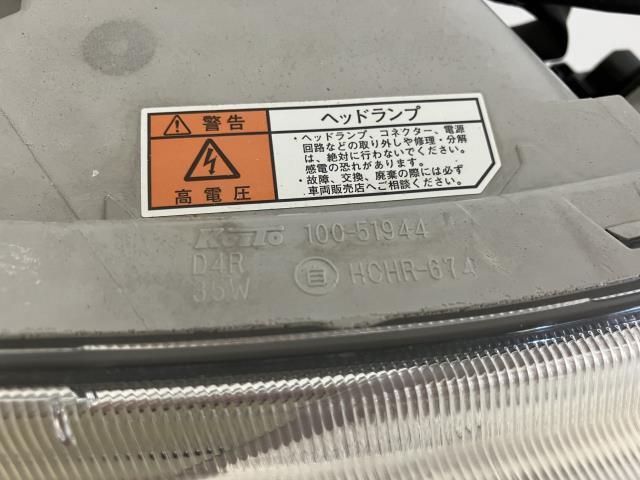 警告
高電圧
ヘッドランプ
・ヘッドランプ、コネクター、電源
回路などの取り外しや修理・分解
は、絶対に行わないでください。
感電の恐れがあります。
・故障、交換、廃棄の際には必ず
車両販売店へご相談ください。
KOITO 100-51944
D4R 自 HCHR-674
35W